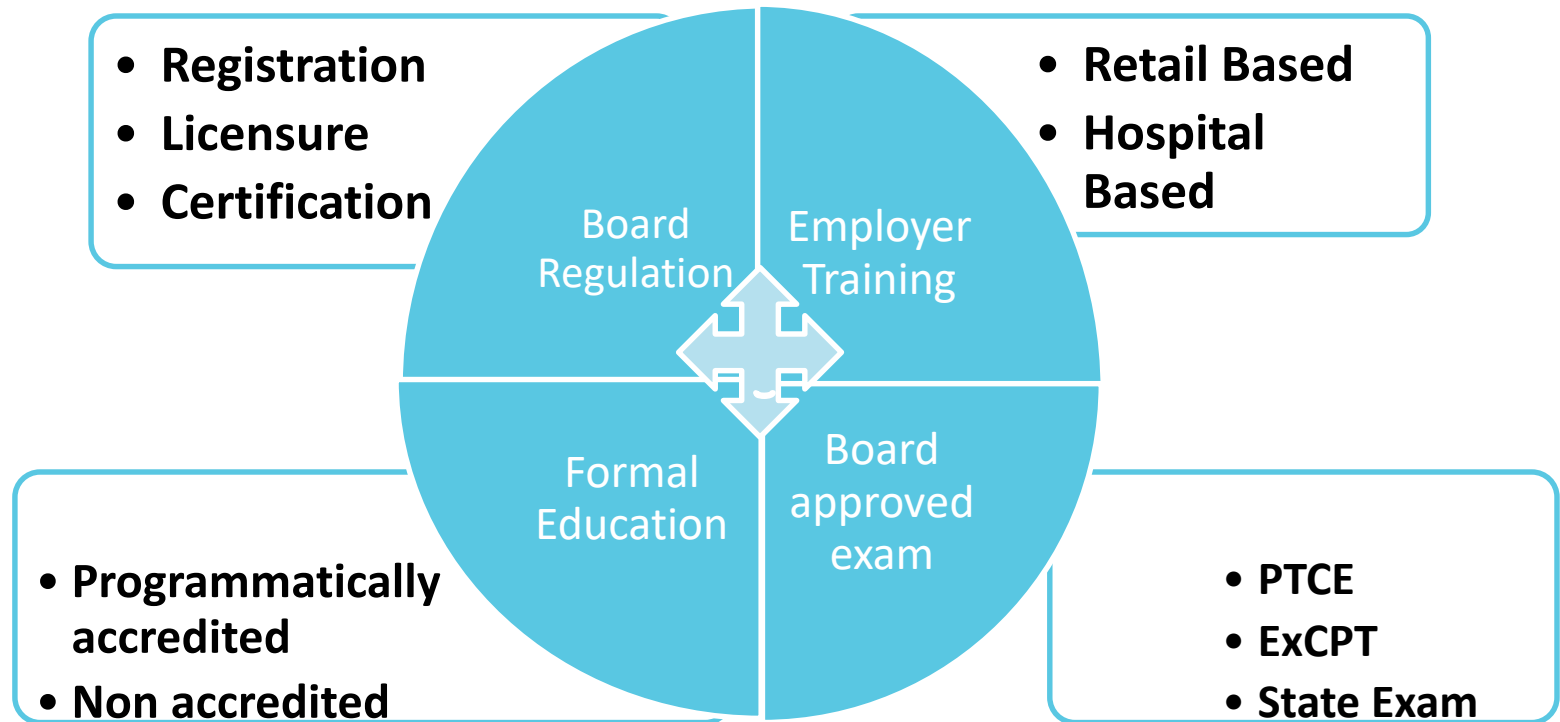 • Registration
• Licensure
• Certification
• Retail Based
• Hospital
Based
Board
Regulation
Employer
Training
Formal
Education
Board
approved
exam
• Programmatically
accredited
• Non accredited
• PTCE
• ExCPT
• State Exam